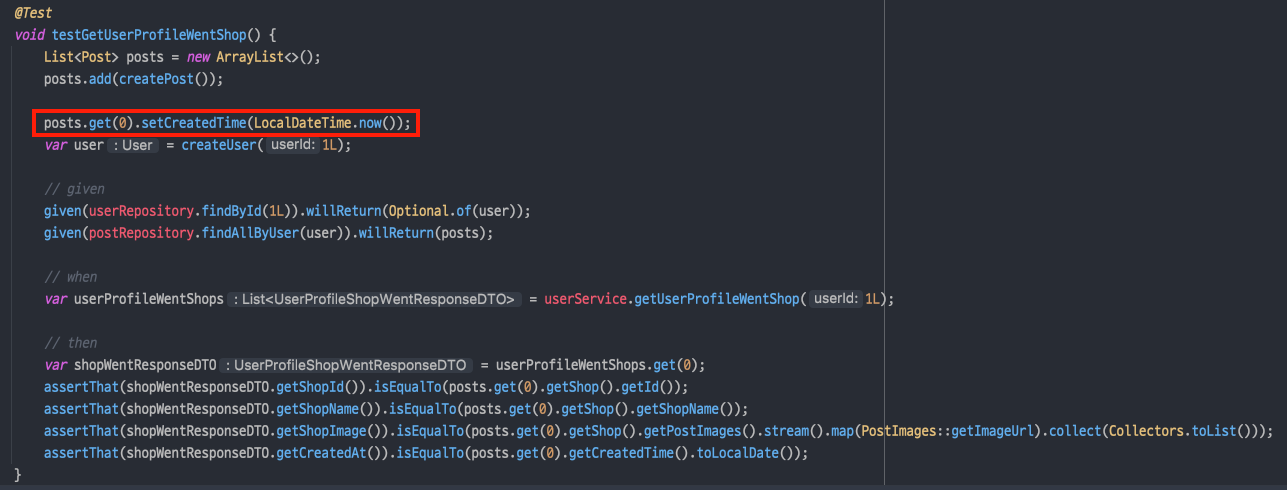 @Test
void testGetUserProfileWentShop() {
List<Post> posts = new ArrayList<>();
posts.add(createPost());
posts.get(0).setCreatedTime(LocalDateTime.now());
var user : User = createUser( userId: 1L);
// given
given(userRepository.findById(1L)).willReturn(Optional.of(user));
given(postRepository.findAllByUser(user)).willReturn(posts);
// when
var userProfileWentShops : List<UserProfileShopWentResponseDTO> = userService.getUserProfileWentShop( userId: 1L);
// then
var shopWentResponseDTO : UserProfileShopWentResponseDTO = userProfileWentShops.get(0);
assertThat(shopWentResponseDTO.getShopId()).isEqualTo(posts.get(0).getShop().getId());
assertThat(shopWentResponseDTO.getShopName()).isEqualTo(posts.get(0).getShop().getShopName());
assertThat(shopWentResponseDTO.getShopImage()).isEqualTo(posts.get(0).getShop().getPostImages().stream().map(PostImages::getImageUrl).collect(Collectors.toList()));
assertThat(shopWentResponseDTO.getCreatedAt()).isEqualTo(posts.get(0).getCreatedTime().toLocalDate());
}